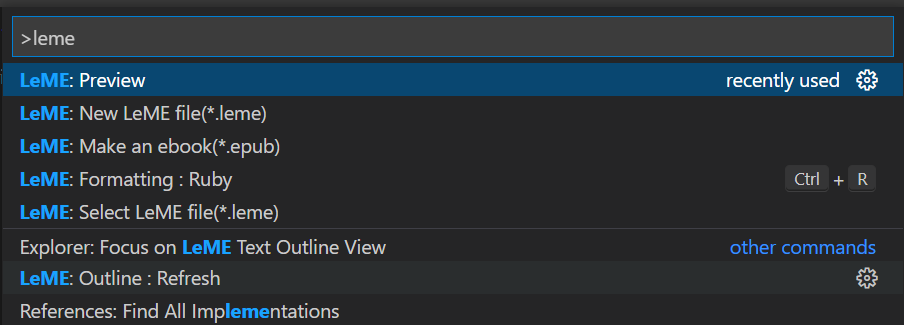 >leme
LeME: Preview recently used
LeME: New LeME file(*.leme)
LeME: Make an ebook(*.epub)
LeME: Formatting : Ruby Ctrl + R
LeME: Select LeME file(*.leme)
Explorer: Focus on LeME Text Outline View other commands
LeME: Outline : Refresh
References: Find All Implementations